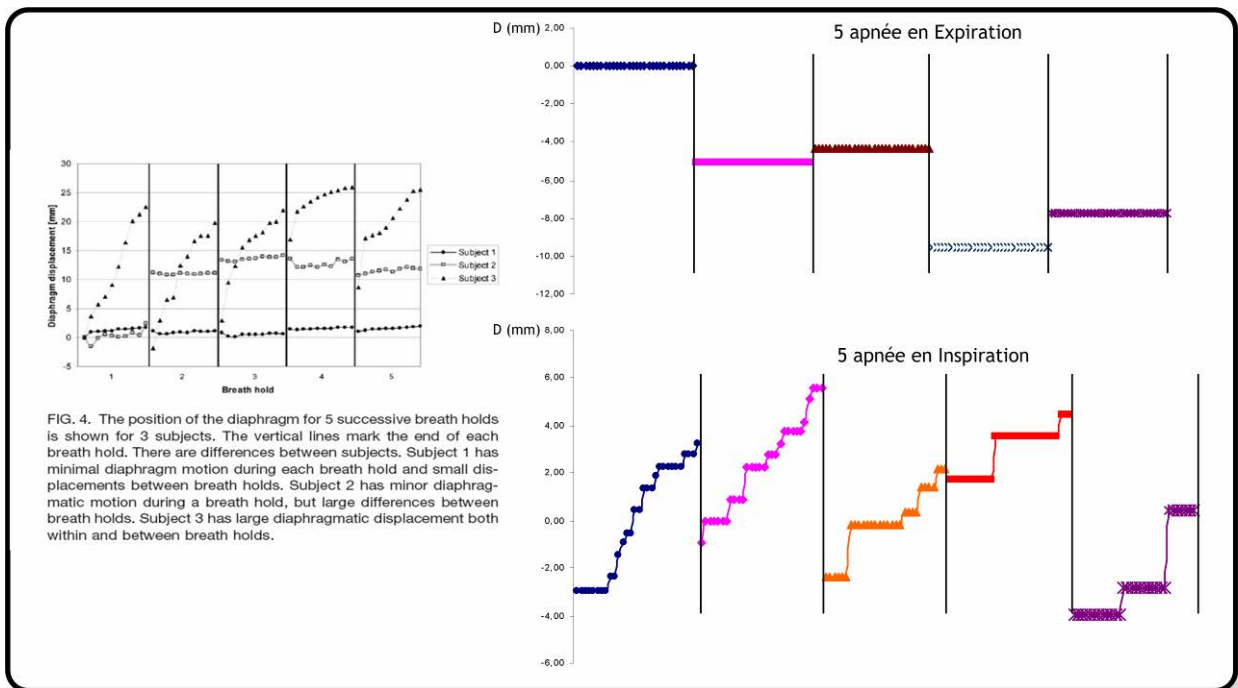 D (mm)
5 apnée en Expiration
2,00
0,00
-2,00
-4,00
-6,00
-8,00
-10,00
-12,00
Diaphragm displacement [mm]
30
25
20
15
10
5
0
-5
1 2 3 4 5
Breath hold
Subject 1
Subject 2
Subject 3
FIG. 4. The position of the diaphragm for 5 successive breath holds
is shown for 3 subjects. The vertical lines mark the end of each
breath hold. There are differences between subjects. Subject 1 has
minimal diaphragm motion during each breath hold and small dis-
placements between breath holds. Subject 2 has minor diaphrag-
matic motion during a breath hold, but large differences between
breath holds. Subject 3 has large diaphragmatic displacement both
within and between breath holds.
D (mm)
5 apnée en Inspiration
8,00
6,00
4,00
2,00
0,00
-2,00
-4,00
-6,00